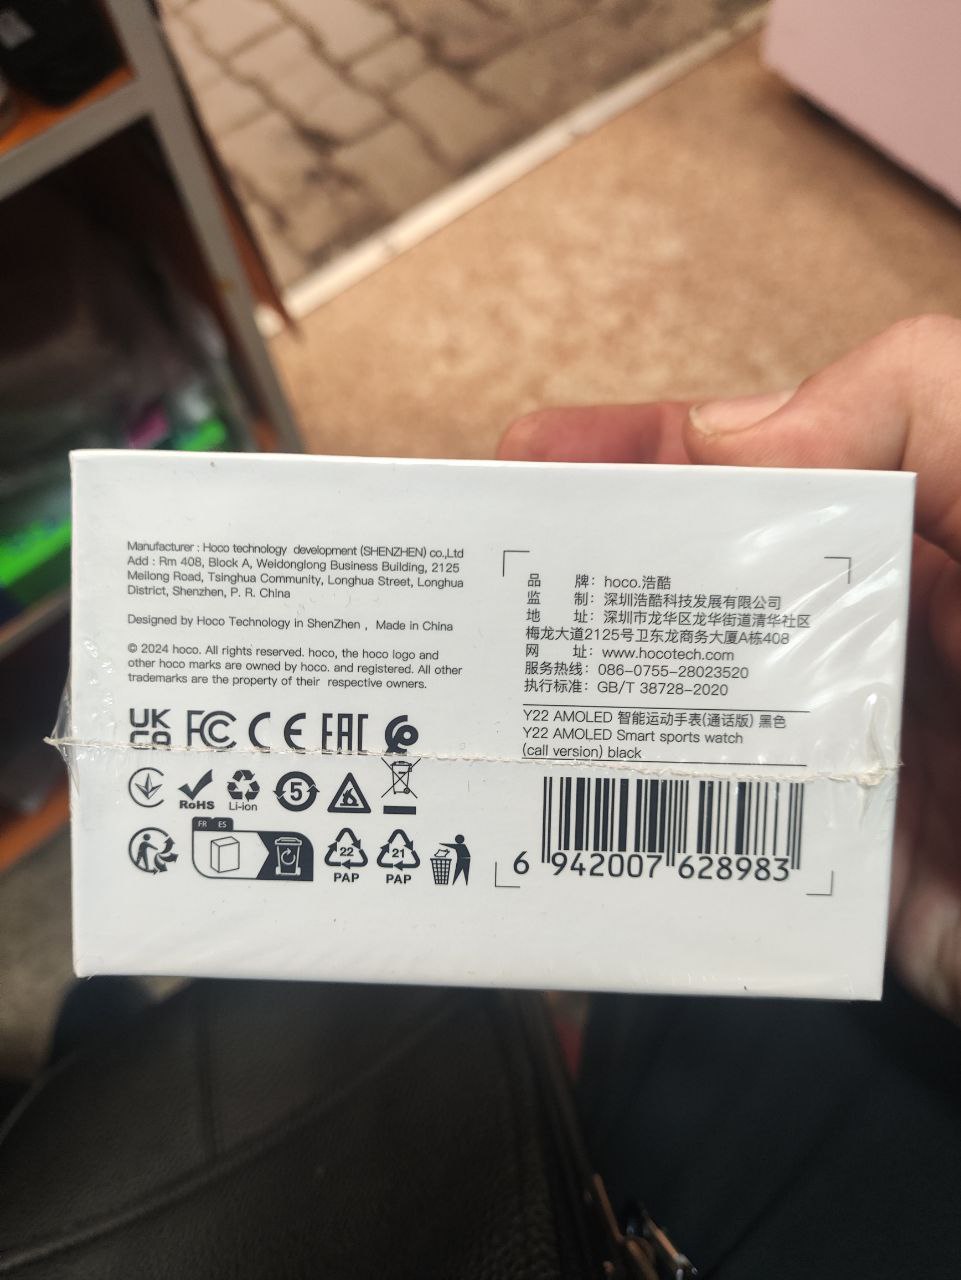 Manufacturer : Hoco technology development (SHENZHEN) co.,Ltd
Add : Rm 408, Block A, Weidonglong Business Building, 2125
Meilong Road, Tsinghua Community, Longhua Street, Longhua
District, Shenzhen, P. R. China
Designed by Hoco Technology in ShenZhen , Made in China
© 2024 hoco. All rights reserved. hoco, the hoco logo and
other hoco marks are owned by hoco. and registered. All other
trademarks are the property of their respective owners.
UK CA FC CE EAC
RoHS Li-ion 5
FR ES 22 PAP 21 PAP
品 牌: hoco.浩酷
监 制: 深圳浩酷科技发展有限公司
地 址: 深圳市龙华区龙华街道清华社区
梅龙大道2125号卫东龙商务大厦A栋408
网 址: www.hocotech.com
服务热线: 086-0755-28023520
执行标准: GB/T 38728-2020
Y22 AMOLED 智能运动手表(通话版) 黑色
Y22 AMOLED Smart sports watch
(call version) black
6 942007 628983